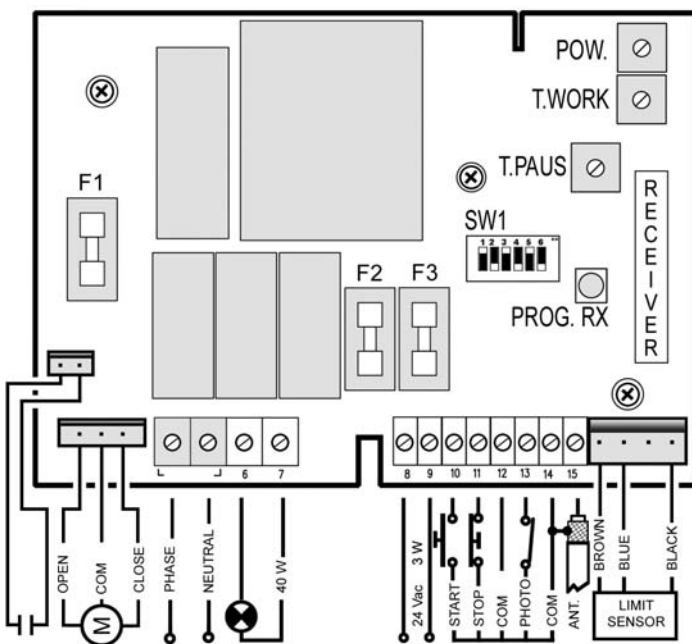 POW.
T.WORK
T.PAUS
F1
SW1
1 2 3 4 5 6
F2 F3
PROG. RX
RECEIVER
6 7
8 9 10 11 12 13 14 15
OPEN
COM
CLOSE
M
PHASE
NEUTRAL
40 W
24 Vac 3 W
START
STOP
COM
PHOTO
COM
ANT.
BROWN
BLUE
BLACK
LIMIT
SENSOR